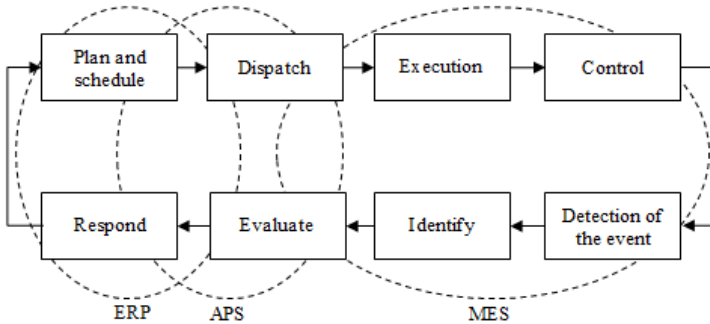 Plan and
schedule
Dispatch
Execution
Control
Respond
Evaluate
Identify
Detection of
the event
ERP
APS
MES